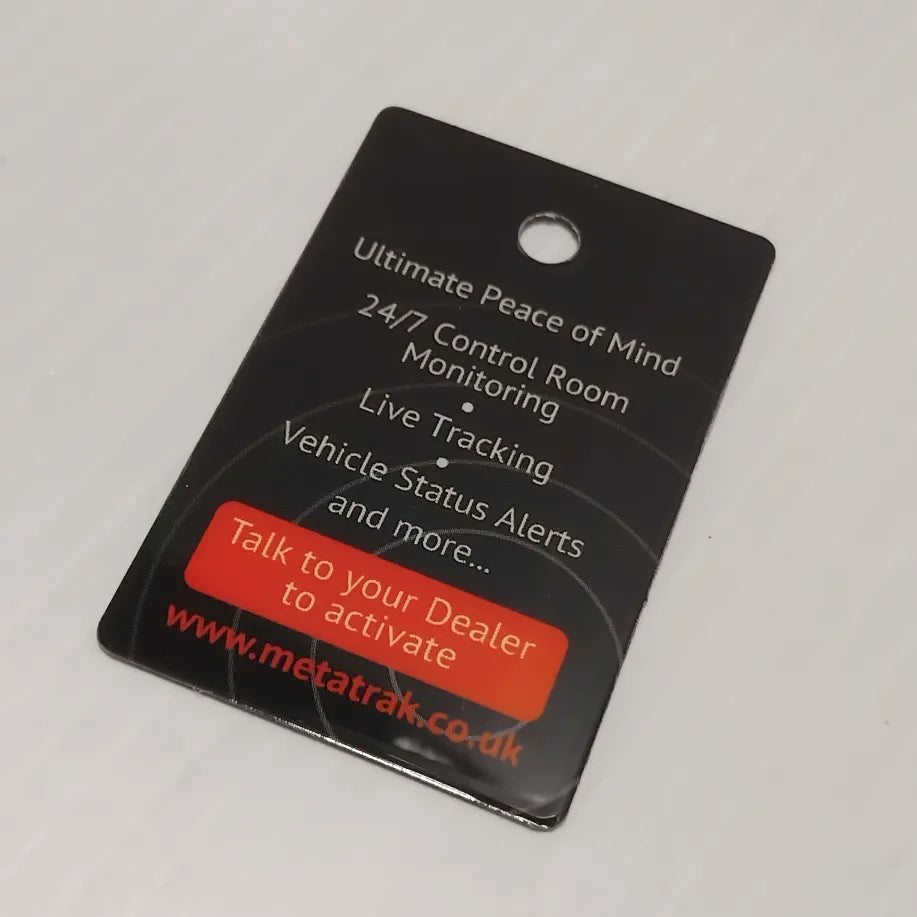 Ultimate Peace of Mind
24/7 Control Room
Monitoring
•
Live Tracking
•
Vehicle Status Alerts
and more...
Talk to your Dealer
to activate
www.metatrak.co.uk